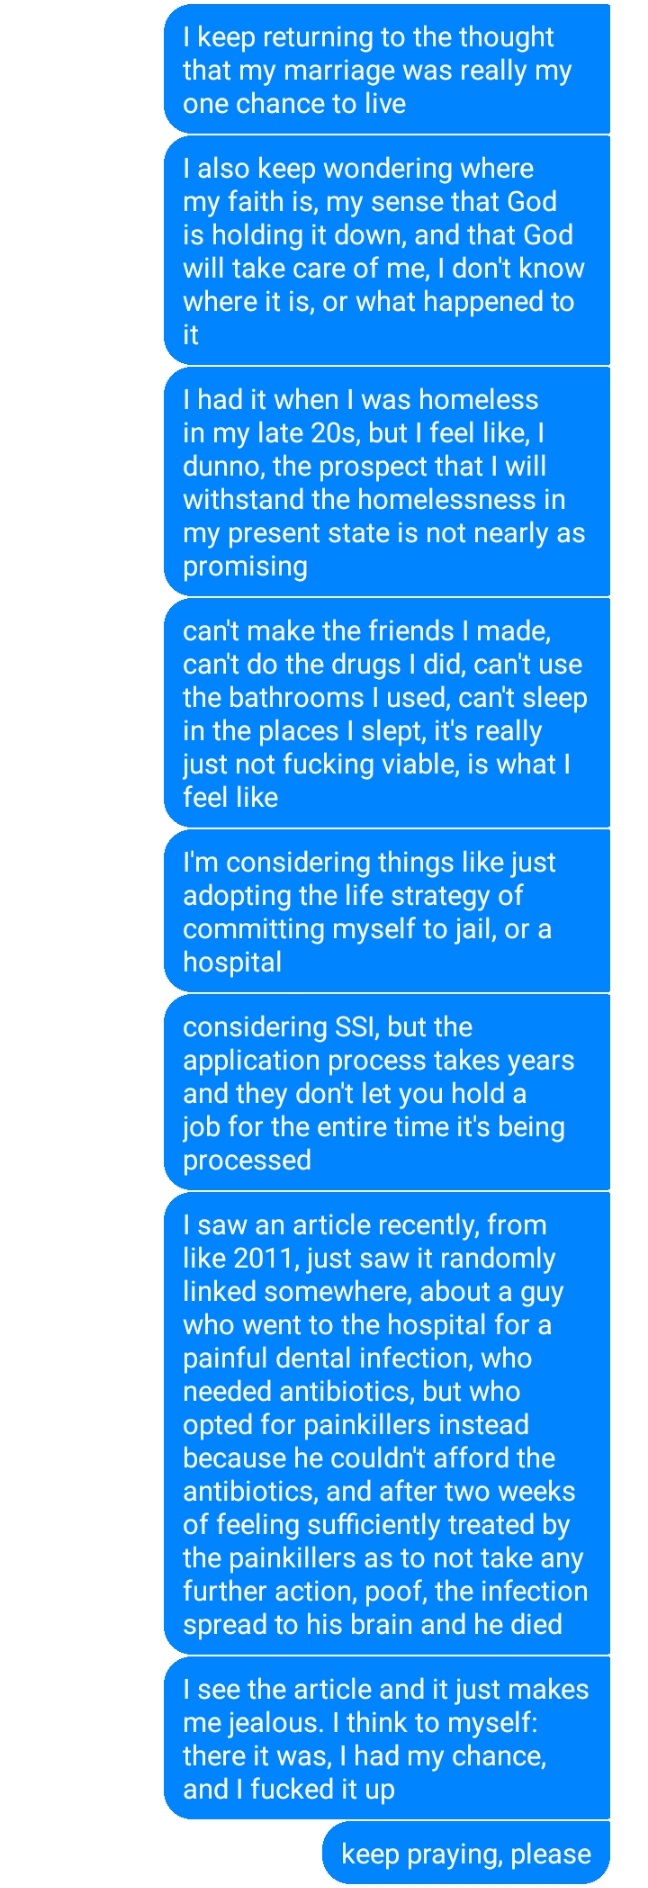 I keep returning to the thought
that my marriage was really my
one chance to live
I also keep wondering where
my faith is, my sense that God
is holding it down, and that God
will take care of me, I don't know
where it is, or what happened to
it
I had it when I was homeless
in my late 20s, but I feel like, I
dunno, the prospect that I will
withstand the homelessness in
my present state is not nearly as
promising
can't make the friends I made,
can't do the drugs I did, can't use
the bathrooms I used, can't sleep
in the places I slept, it's really
just not fucking viable, is what I
feel like
I'm considering things like just
adopting the life strategy of
committing myself to jail, or a
hospital
considering SSI, but the
application process takes years
and they don't let you hold a
job for the entire time it's being
processed
I saw an article recently, from
like 2011, just saw it randomly
linked somewhere, about a guy
who went to the hospital for a
painful dental infection, who
needed antibiotics, but who
opted for painkillers instead
because he couldn't afford the
antibiotics, and after two weeks
of feeling sufficiently treated by
the painkillers as to not take any
further action, poof, the infection
spread to his brain and he died
I see the article and it just makes
me jealous. I think to myself:
there it was, I had my chance,
and I fucked it up
keep praying, please